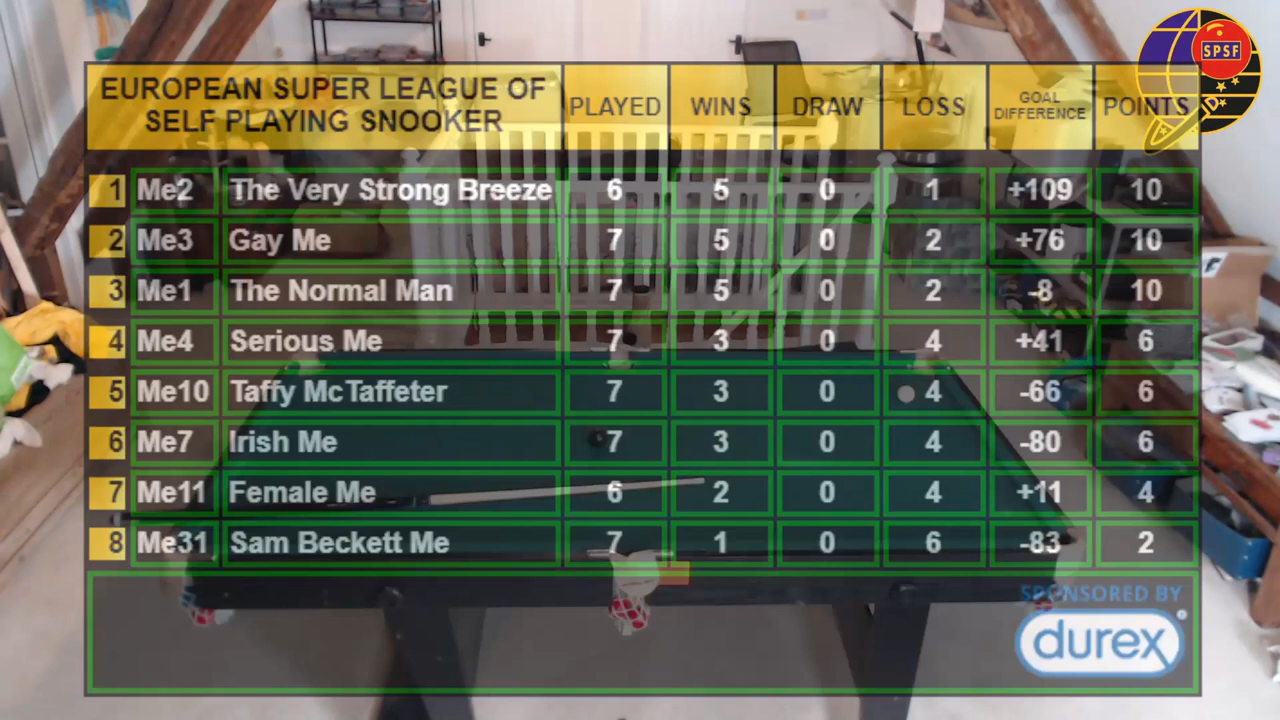 SPSF
EUROPEAN SUPER LEAGUE OF
SELF PLAYING SNOOKER
PLAYED WINS DRAW LOSS GOAL DIFFERENCE POINTS
1 Me2 The Very Strong Breeze 6 5 0 1 +109 10
2 Me3 Gay Me 7 5 0 2 +76 10
3 Me1 The Normal Man 7 5 0 2 -8 10
4 Me4 Serious Me 7 3 0 4 +41 6
5 Me10 Taffy McTaffeter 7 3 0 4 -66 6
6 Me7 Irish Me 7 3 0 4 -80 6
7 Me11 Female Me 6 2 0 4 +11 4
8 Me31 Sam Beckett Me 7 1 0 6 -83 2
SPONSORED BY
durex